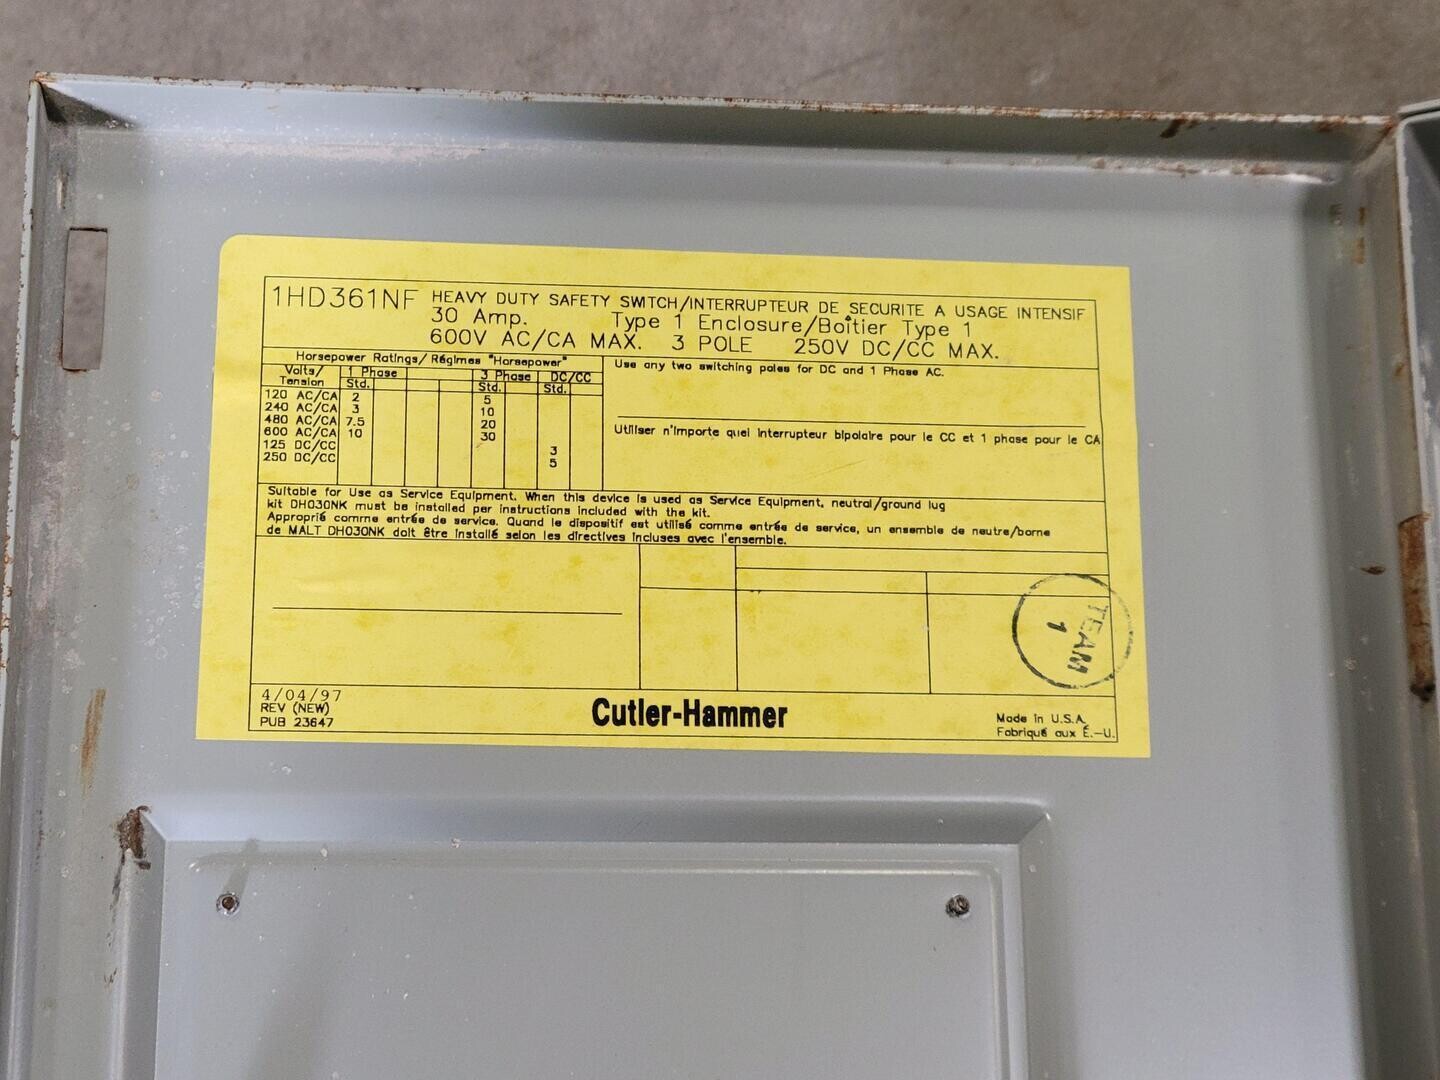 1HD361NF HEAVY DUTY SAFETY SWITCH/INTERRUPTEUR DE SECURITE A USAGE INTENSIF
30 Amp. Type 1 Enclosure/Boîtier Type 1
600V AC/CA MAX. 3 POLE 250V DC/CC MAX.
Horsepower Ratings/Régimes "Horsepower"
Volts/ 1 Phase 3 Phase DC/CC
Tension Std. Std. Std.
120 AC/CA 2 5
240 AC/CA 3 10
480 AC/CA 7.5 20
600 AC/CA 10 30
125 DC/CC 3
250 DC/CC 5
Use any two switching poles for DC and 1 Phase AC.
Utiliser n'importe quel interrupteur bipolaire pour le CC et 1 phase pour le CA
Suitable for Use as Service Equipment. When this device is used as Service Equipment, neutral/ground lug
kit DH030NK must be installed per instructions included with the kit.
Approprié comme entrée de service. Quand le dispositif est utilisé comme entrée de service, un ensemble de neutre/borne
de MALT DH030NK doit être installé selon les directives incluses avec l'ensemble.
TEAM
1
4/04/97
REV (NEW)
PUB 23647
Cutler-Hammer
Made in U.S.A.
Fabriqué aux É.-U.